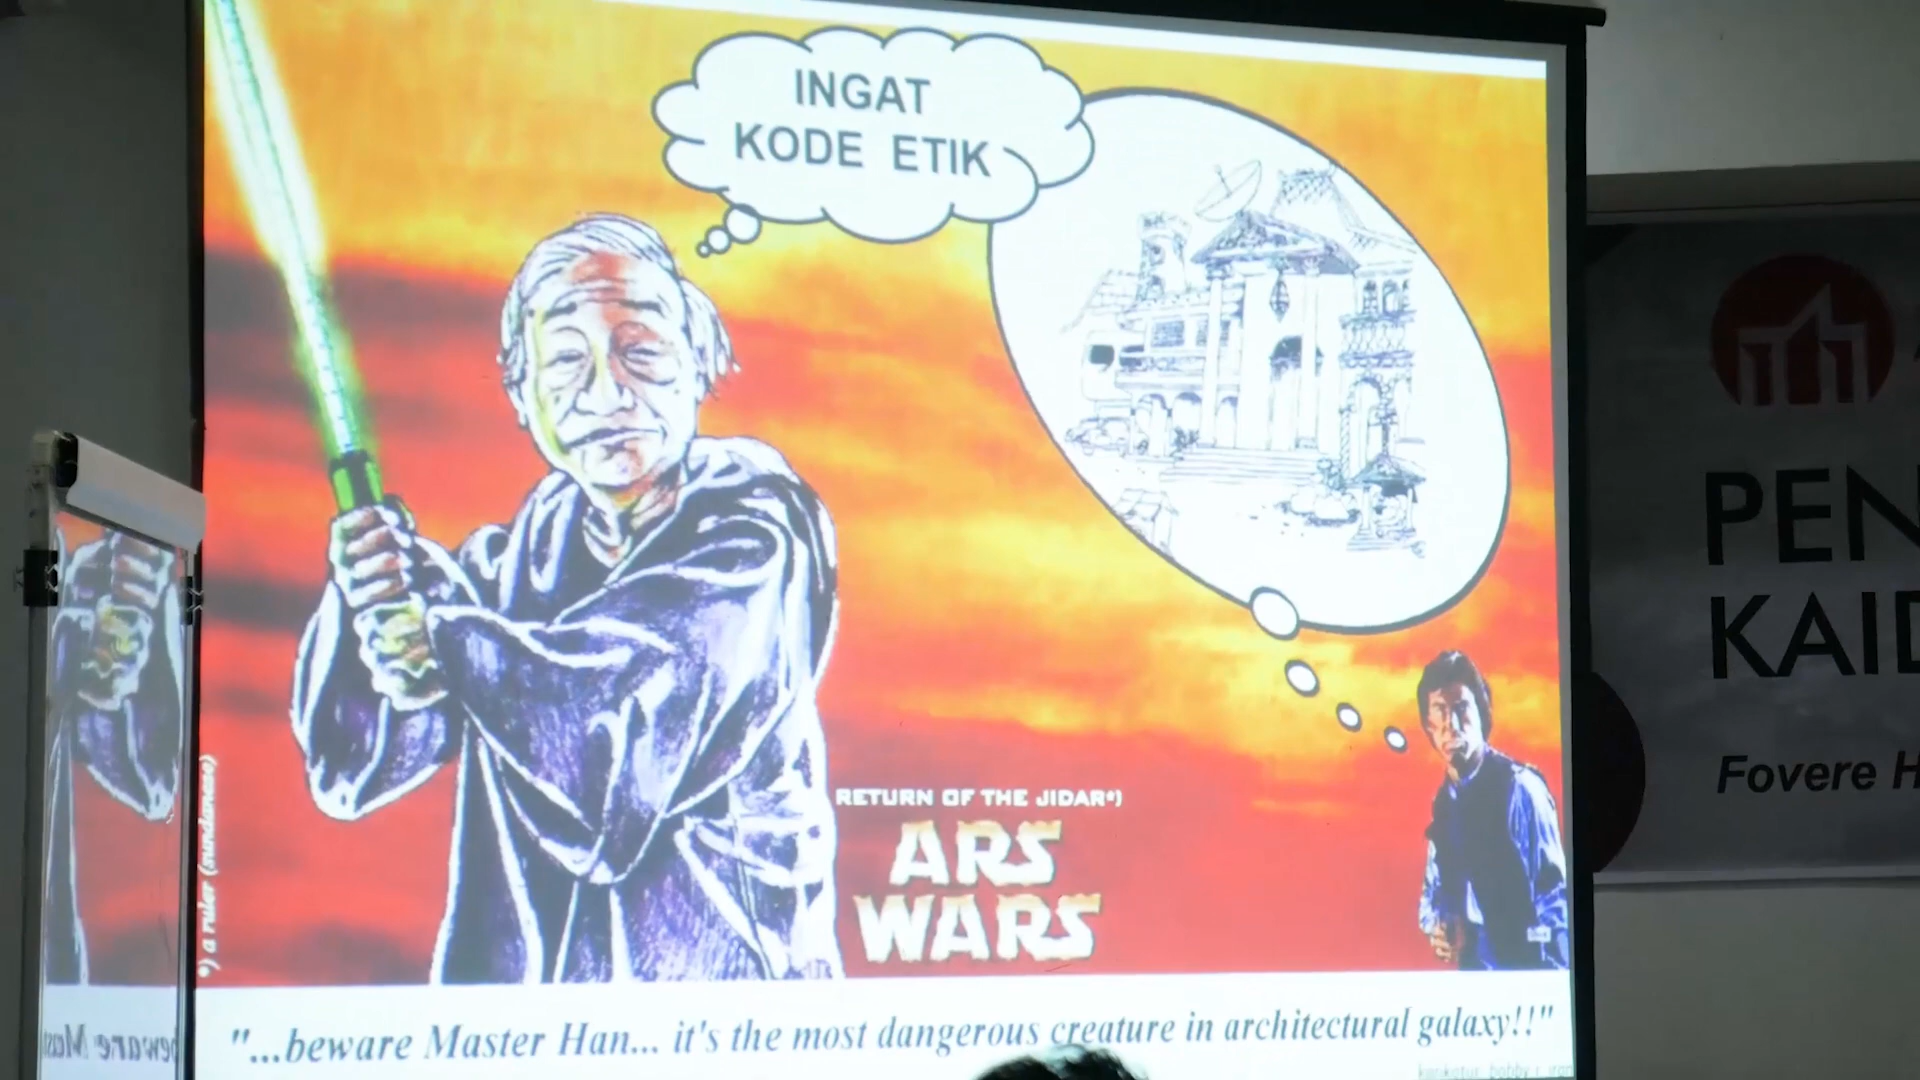 INGAT
KODE ETIK
RETURN OF THE JIDAR*)
ARS
WARS
*) a ruler (sundanese)
"...beware Master Han... it's the most dangerous creature in architectural galaxy!!"
PEN
KAID
Fovere H